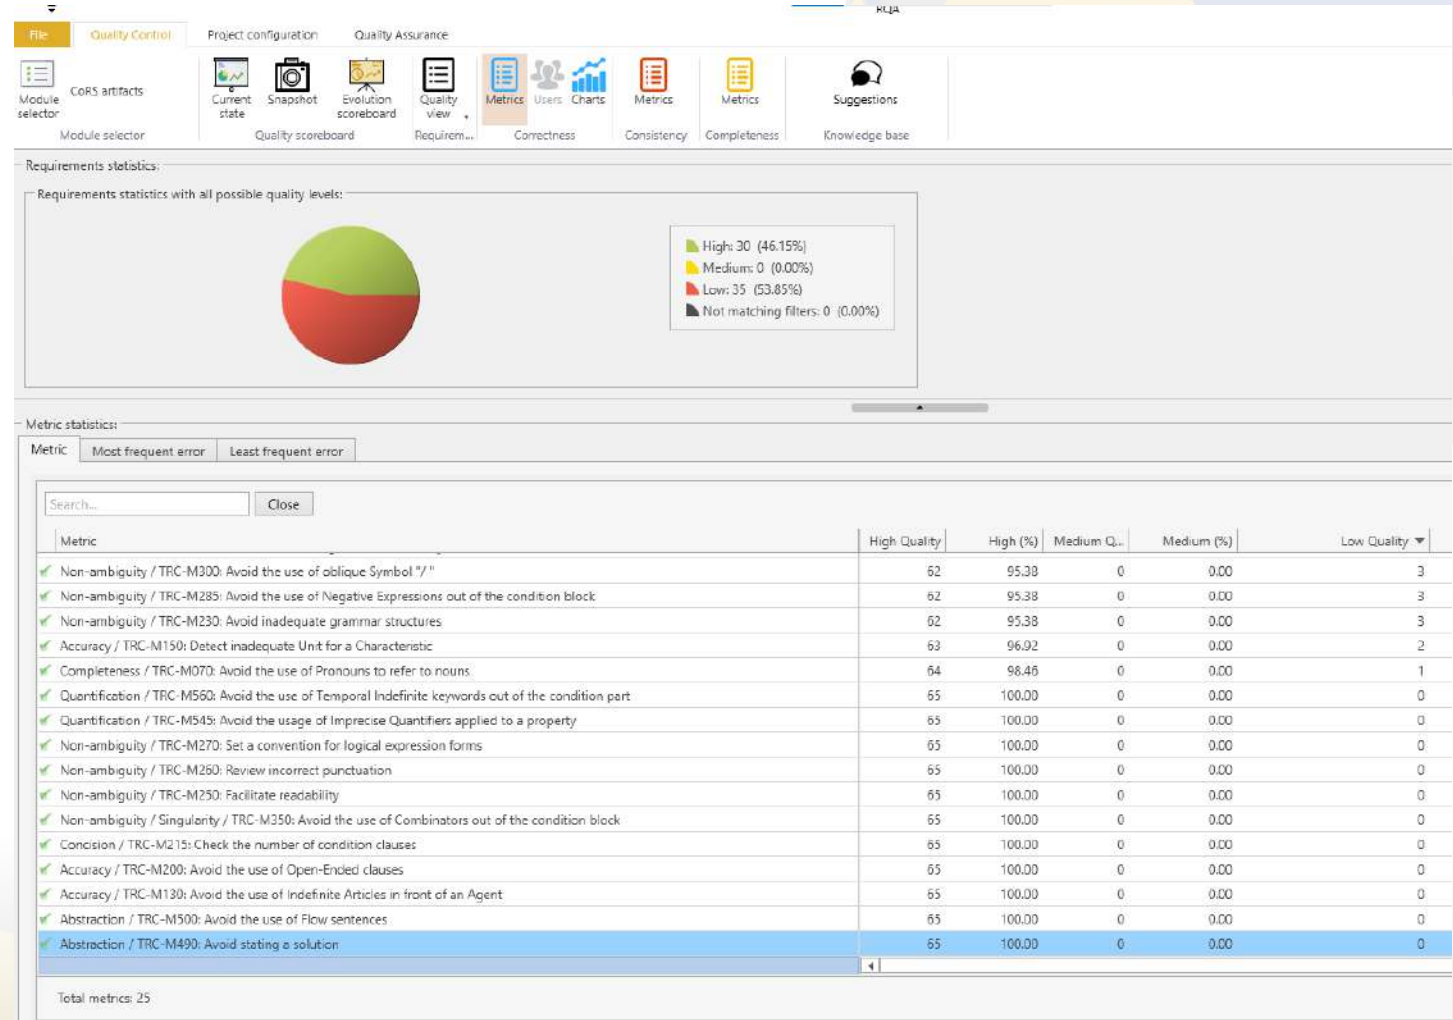 RQA
File Quality Control Project configuration Quality Assurance
Module selector CoRS artifacts Current state Snapshot Evolution scoreboard Quality view Metrics Users Charts Metrics Metrics Suggestions
Module selector Quality scoreboard Requirem... Correctness Consistency Completeness Knowledge base
Requirements statistics:
Requirements statistics with all possible quality levels:
High: 30 (46.15%)
Medium: 0 (0.00%)
Low: 35 (53.85%)
Not matching filters: 0 (0.00%)
Metric statistics:
Metric Most frequent error Least frequent error
Search... Close
Metric High Quality High (%) Medium Q... Medium (%) Low Quality
Non-ambiguity / TRC-M300: Avoid the use of oblique Symbol "/ " 62 95.38 0 0.00 3
Non-ambiguity / TRC-M285: Avoid the use of Negative Expressions out of the condition block 62 95.38 0 0.00 3
Non-ambiguity / TRC-M230: Avoid inadequate grammar structures 62 95.38 0 0.00 3
Accuracy / TRC-M150: Detect inadequate Unit for a Characteristic 63 96.92 0 0.00 2
Completeness / TRC-M070: Avoid the use of Pronouns to refer to nouns 64 98.46 0 0.00 1
Quantification / TRC-M560: Avoid the use of Temporal Indefinite keywords out of the condition part 65 100.00 0 0.00 0
Quantification / TRC-M545: Avoid the usage of Imprecise Quantifiers applied to a property 65 100.00 0 0.00 0
Non-ambiguity / TRC-M270: Set a convention for logical expression forms 65 100.00 0 0.00 0
Non-ambiguity / TRC-M260: Review incorrect punctuation 65 100.00 0 0.00 0
Non-ambiguity / TRC-M250: Facilitate readability 65 100.00 0 0.00 0
Non-ambiguity / Singularity / TRC-M350: Avoid the use of Combinators out of the condition block 65 100.00 0 0.00 0
Concision / TRC-M215: Check the number of condition clauses 65 100.00 0 0.00 0
Accuracy / TRC-M200: Avoid the use of Open-Ended clauses 65 100.00 0 0.00 0
Accuracy / TRC-M130: Avoid the use of Indefinite Articles in front of an Agent 65 100.00 0 0.00 0
Abstraction / TRC-M500: Avoid the use of Flow sentences 65 100.00 0 0.00 0
Abstraction / TRC-M490: Avoid stating a solution 65 100.00 0 0.00 0
Total metrics: 25